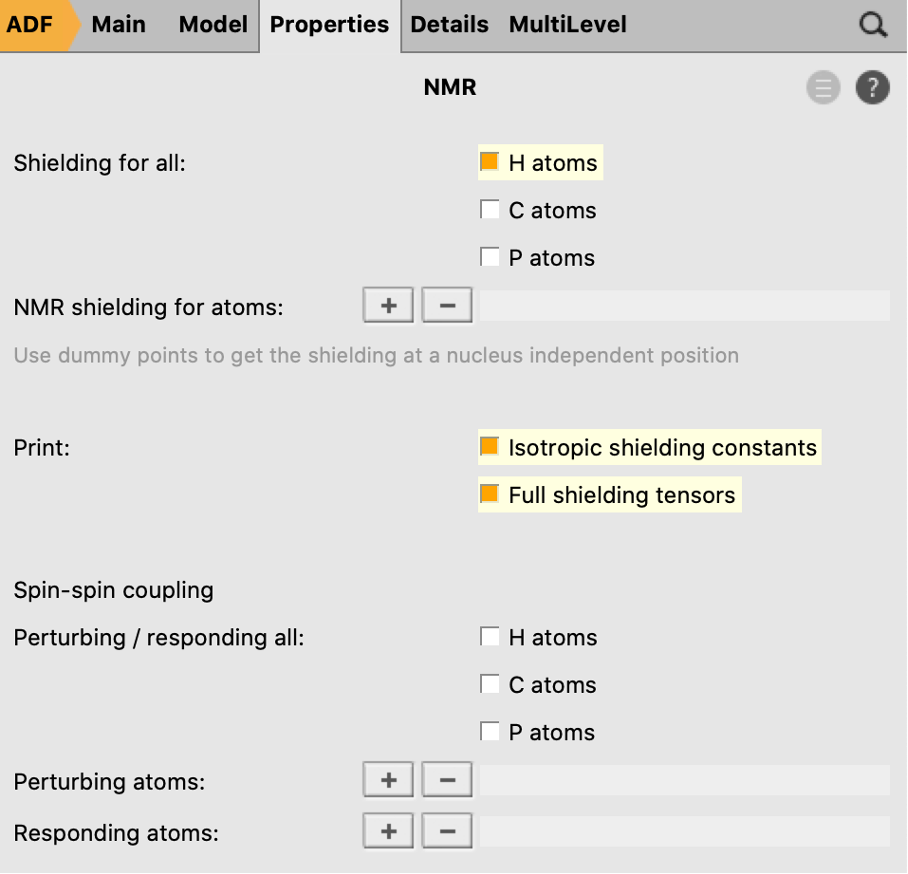 ADF Main Model Properties Details MultiLevel
NMR
?
Shielding for all: H atoms
C atoms
P atoms
NMR shielding for atoms: + −
Use dummy points to get the shielding at a nucleus independent position
Print: Isotropic shielding constants
Full shielding tensors
Spin-spin coupling
Perturbing / responding all: H atoms
C atoms
P atoms
Perturbing atoms: + −
Responding atoms: + −